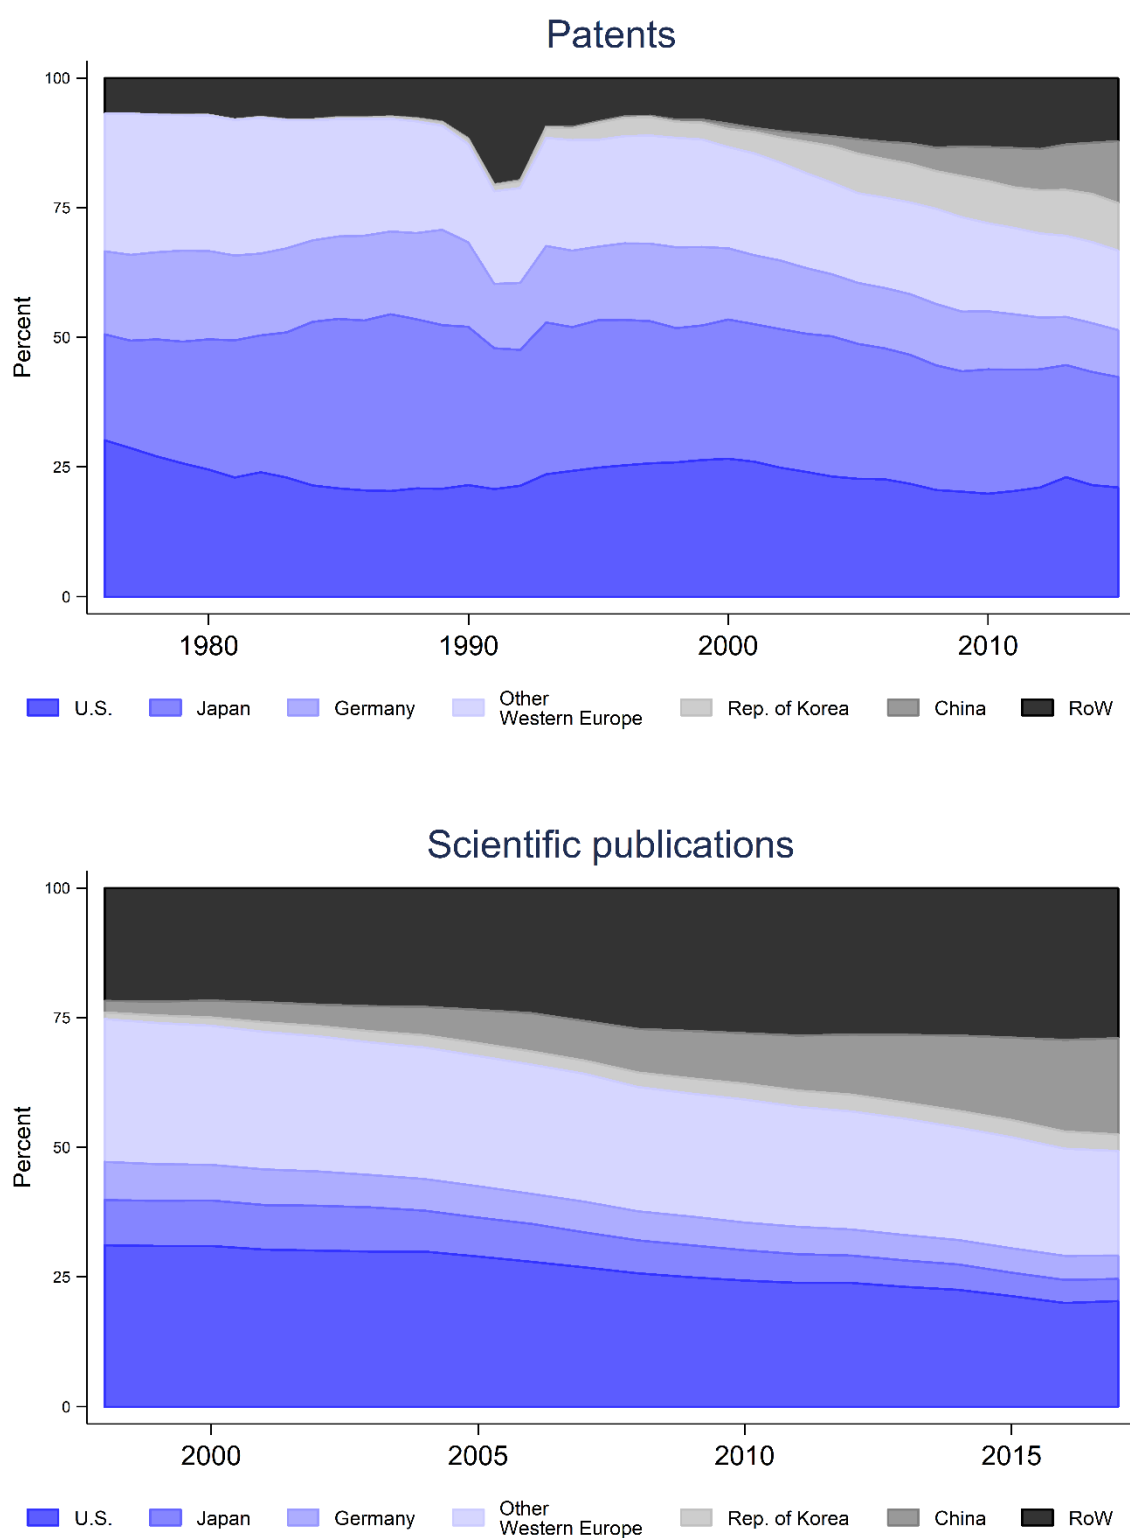 Patents
100
75
50
25
0
Percent
1980 1990 2000 2010
U.S. Japan Germany Other Western Europe Rep. of Korea China RoW
Scientific publications
100
75
50
25
0
Percent
2000 2005 2010 2015
U.S. Japan Germany Other Western Europe Rep. of Korea China RoW